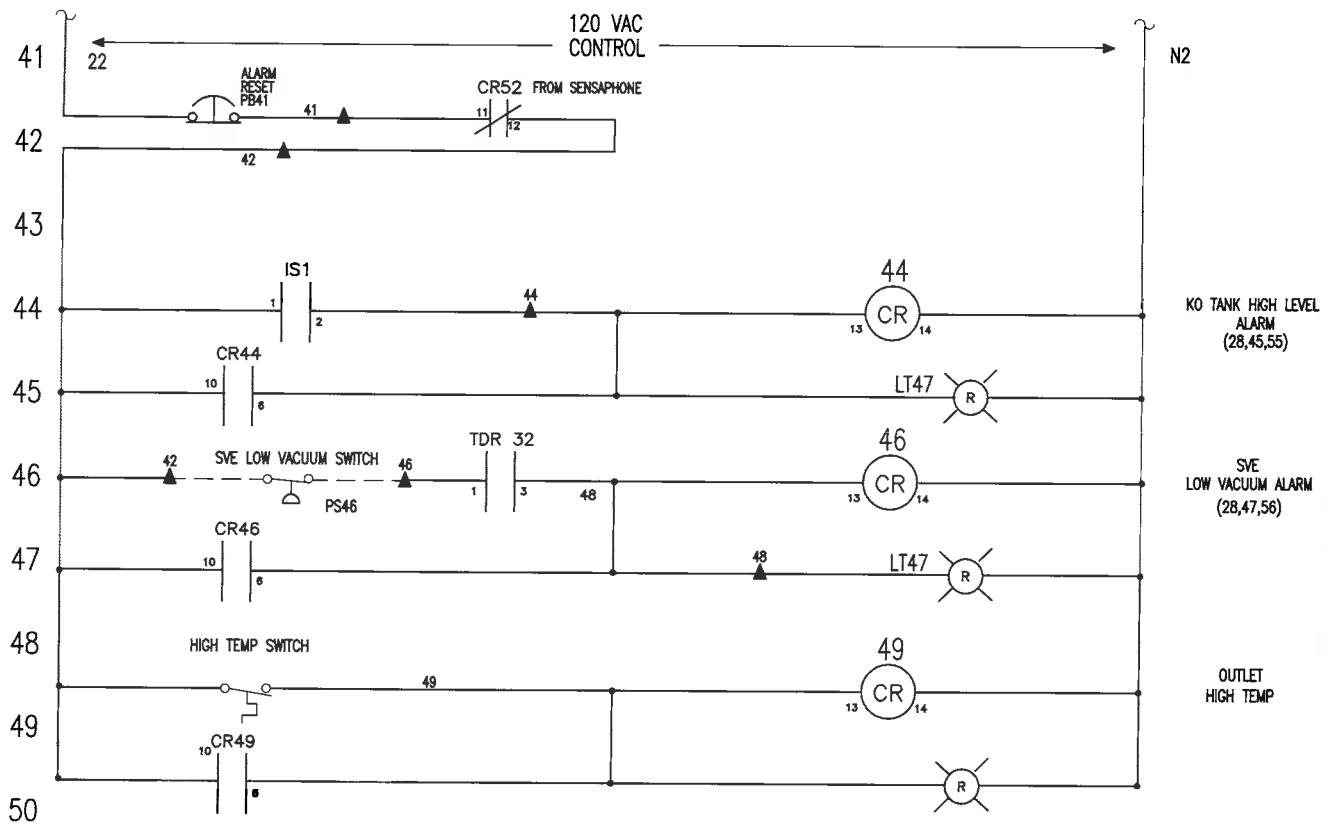 120 VAC
CONTROL
41
22
N2
ALARM
RESET
PB41
41
CR52 FROM SENSAPHONE
11
12
42
42
43
IS1
44
44
1
2
44
CR
13
14
KO TANK HIGH LEVEL
ALARM
(28,45,55)
CR44
45
10
6
LT47
R
TDR 32
46
42
SVE LOW VACUUM SWITCH
46
PS46
1
3
48
46
CR
13
14
SVE
LOW VACUUM ALARM
(28,47,56)
CR46
47
10
6
48
LT47
R
48
HIGH TEMP SWITCH
49
49
CR
13
14
OUTLET
HIGH TEMP
49
10
CR49
6
R
50